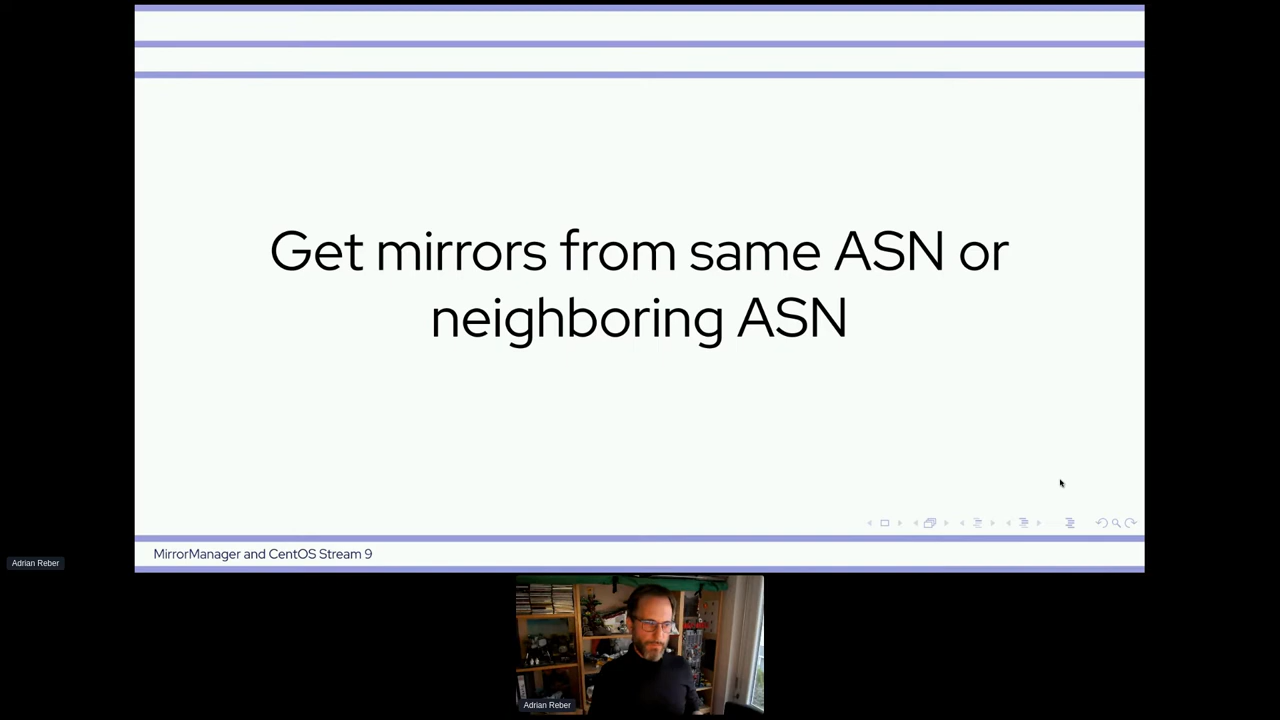 Get mirrors from same ASN or
neighboring ASN
MirrorManager and CentOS Stream 9
Adrian Reber
Adrian Reber